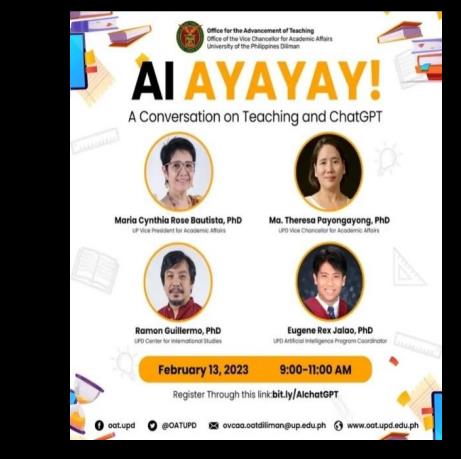 Office for the Advancement of Teaching
Office of the Vice Chancellor for Academic Affairs
University of the Philippines Diliman
AI AYAYAY!
A Conversation on Teaching and ChatGPT
Maria Cynthia Rose Bautista, PhD
UP Vice President for Academic Affairs
Ma. Theresa Payongayong, PhD
UPD Vice Chancellor for Academic Affairs
Ramon Guillermo, PhD
UPD Center for International Studies
Eugene Rex Jalao, PhD
UPD Artificial Intelligence Program Coordinator
February 13, 2023 9:00-11:00 AM
Register Through this link:bit.ly/AIchatGPT
oat.upd @OATUPD ovcaa.oatdiliman@up.edu.ph www.oat.upd.edu.ph